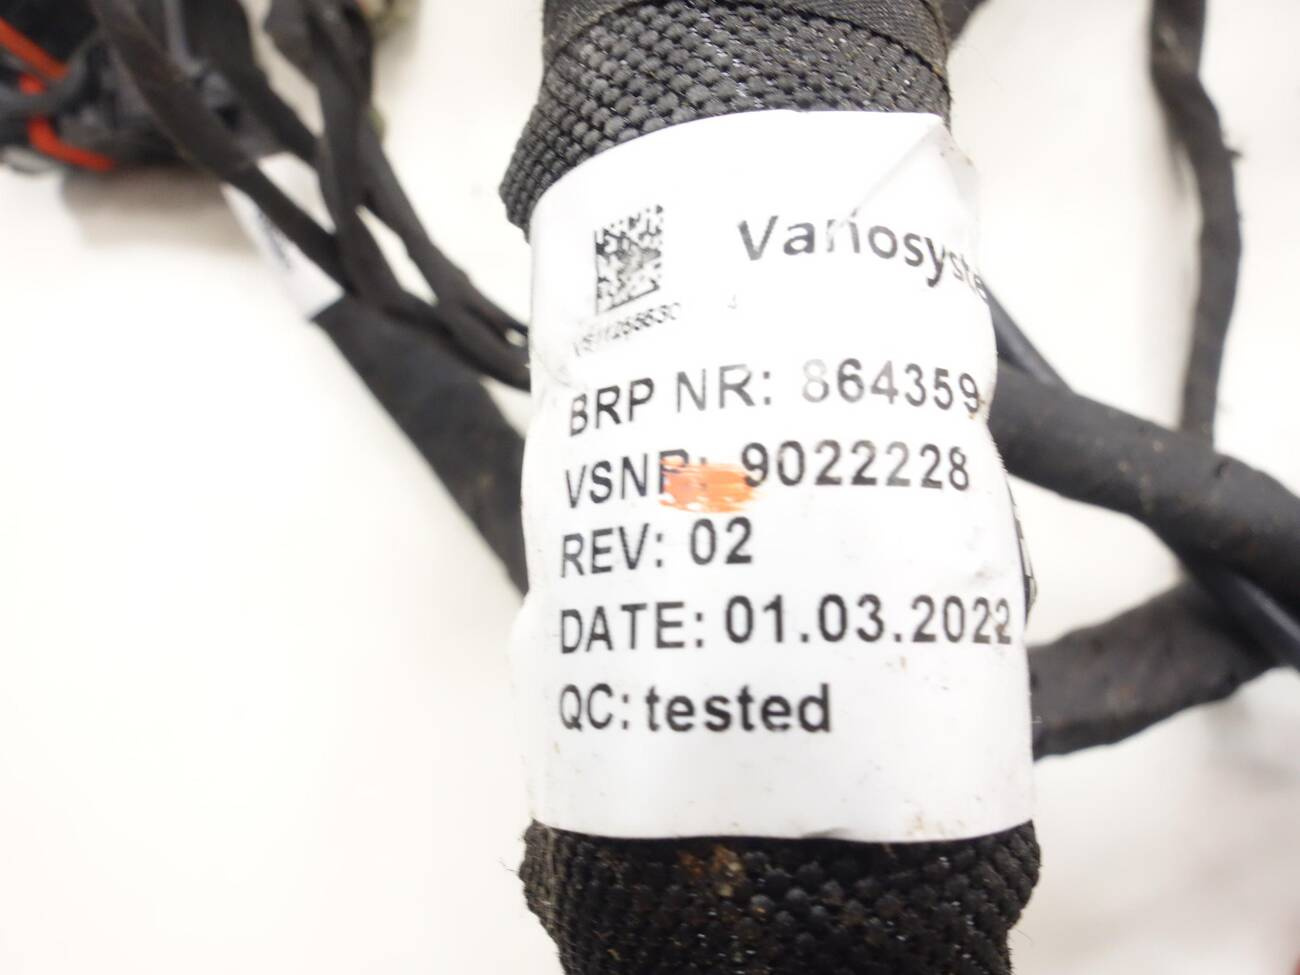 Variosyste
BRP NR: 864359
VSNR: 9022228
REV: 02
DATE: 01.03.2022
QC: tested